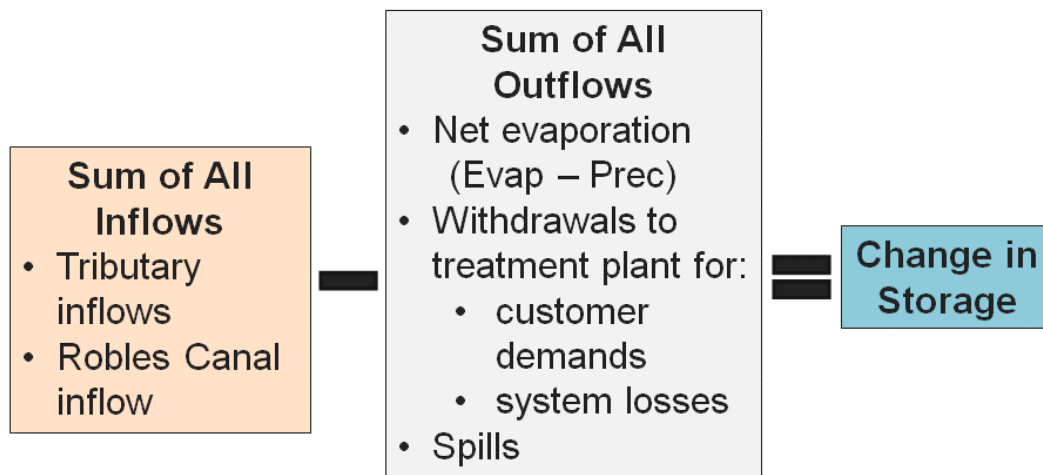 Sum of All
Inflows
• Tributary
inflows
• Robles Canal
inflow
Sum of All
Outflows
• Net evaporation
(Evap – Prec)
• Withdrawals to
treatment plant for:
• customer
demands
• system losses
• Spills
Change in
Storage